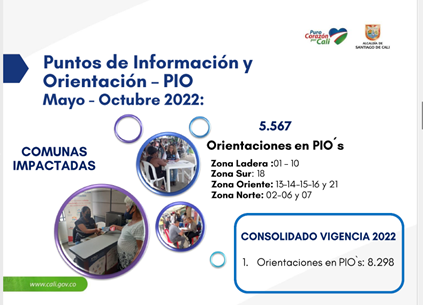 Puro
Corazón
por
Cali
ALCALDÍA DE
SANTIAGO DE CALI
Puntos de Información y
Orientación – PIO
Mayo - Octubre 2022:
COMUNAS
IMPACTADAS
5.567
Orientaciones en PIO´s
Zona Ladera :01 – 10
Zona Sur: 18
Zona Oriente: 13-14-15-16 y 21
Zona Norte: 02-06 y 07
CONSOLIDADO VIGENCIA 2022
1. Orientaciones en PIO`s: 8.298
www.cali.gov.co